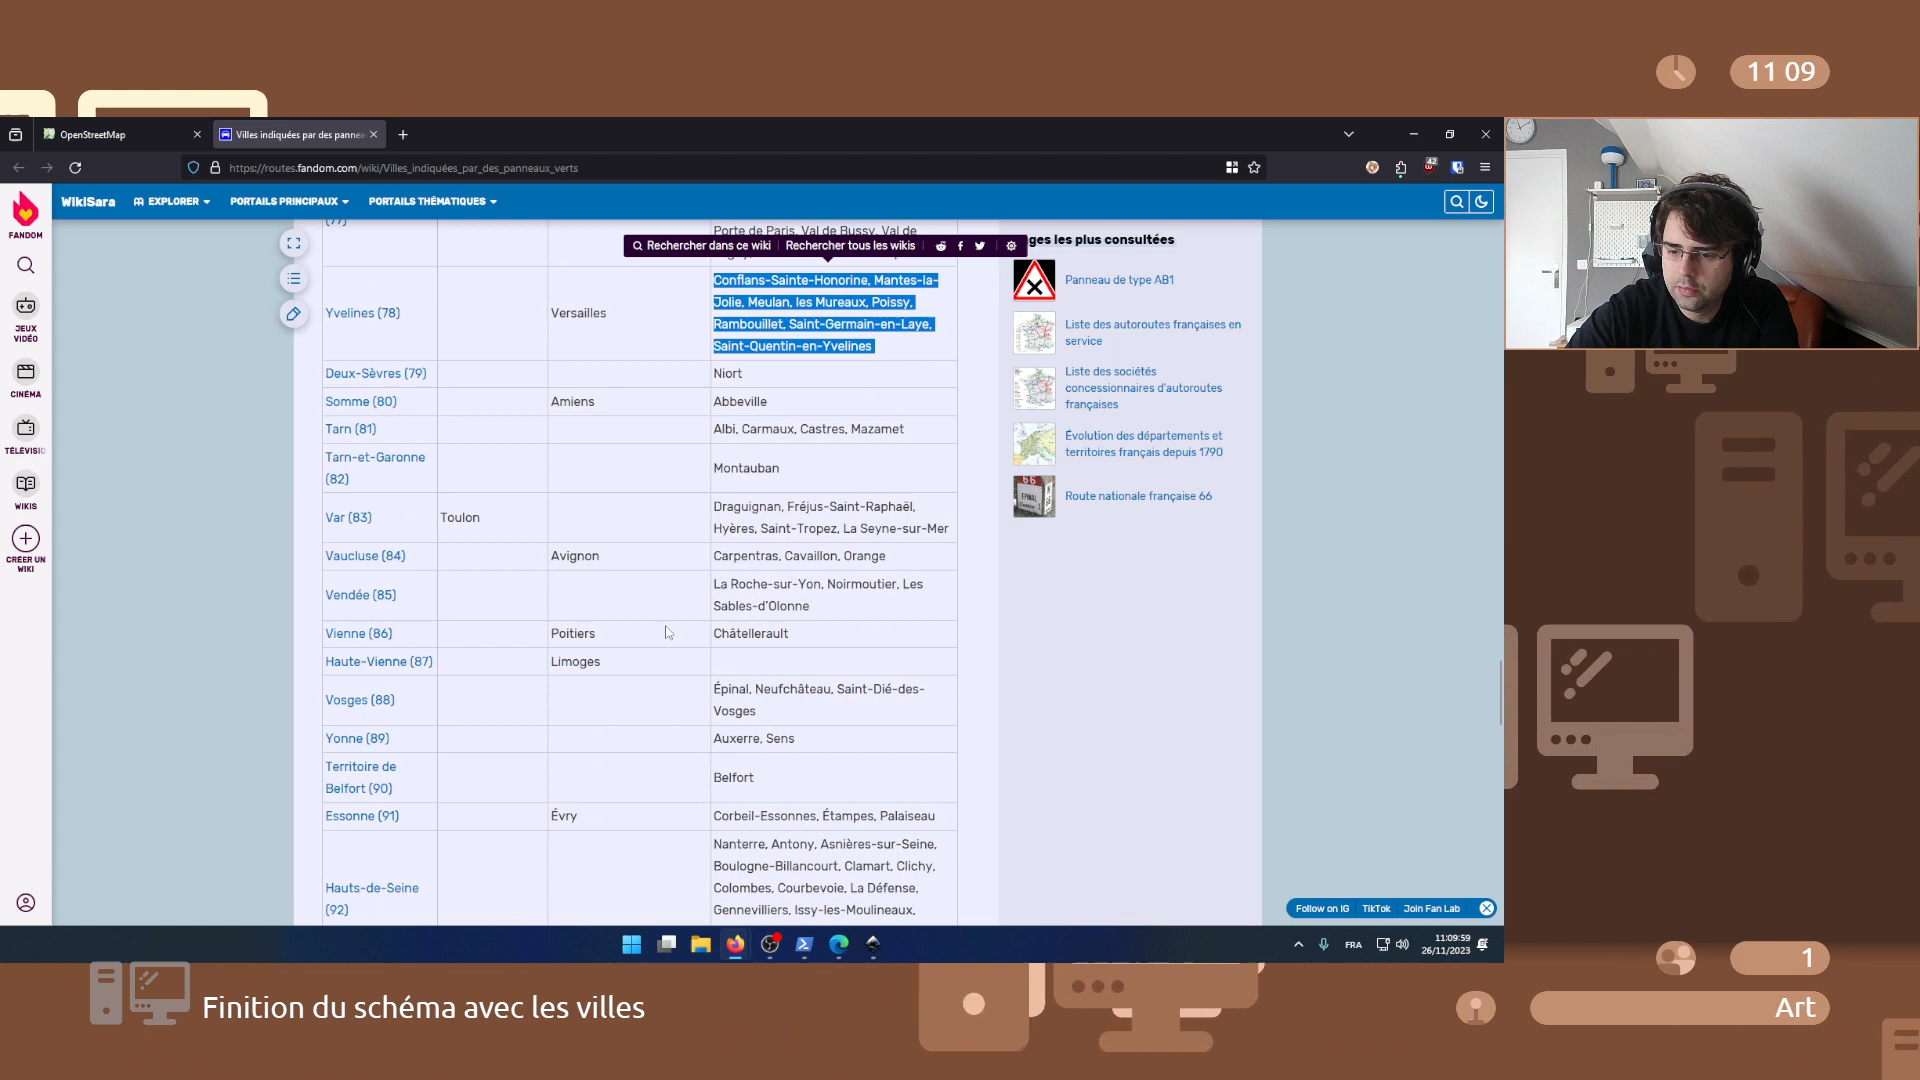 11 09
OpenStreetMap
Villes indiquées par des pannea
https://routes.fandom.com/wiki/Villes_indiquées_par_des_panneaux_verts
42
WikiSara
EXPLORER
PORTAILS PRINCIPAUX
PORTAILS THÉMATIQUES
FANDOM
JEUX
VIDÉO
CINÉMA
TÉLÉVISIO
WIKIS
CRÉER UN
WIKI
(77)
Porte de Paris, Val de Bussy, Val de
Rechercher dans ce wiki
Rechercher tous les wikis
Yvelines (78)
Versailles
Conflans-Sainte-Honorine, Mantes-la-
Jolie, Meulan, les Mureaux, Poissy,
Rambouillet, Saint-Germain-en-Laye,
Saint-Quentin-en-Yvelines
Deux-Sèvres (79)
Niort
Somme (80)
Amiens
Abbeville
Tarn (81)
Albi, Carmaux, Castres, Mazamet
Tarn-et-Garonne
(82)
Montauban
Var (83)
Toulon
Draguignan, Fréjus-Saint-Raphaël,
Hyères, Saint-Tropez, La Seyne-sur-Mer
Vaucluse (84)
Avignon
Carpentras, Cavaillon, Orange
Vendée (85)
La Roche-sur-Yon, Noirmoutier, Les
Sables-d'Olonne
Vienne (86)
Poitiers
Châtellerault
Haute-Vienne (87)
Limoges
Vosges (88)
Épinal, Neufchâteau, Saint-Dié-des-
Vosges
Yonne (89)
Auxerre, Sens
Territoire de
Belfort (90)
Belfort
Essonne (91)
Évry
Corbeil-Essonnes, Étampes, Palaiseau
Hauts-de-Seine
(92)
Nanterre, Antony, Asnières-sur-Seine,
Boulogne-Billancourt, Clamart, Clichy,
Colombes, Courbevoie, La Défense,
Gennevilliers, Issy-les-Moulineaux,
ges les plus consultées
Panneau de type AB1
Liste des autoroutes françaises en
service
Liste des sociétés
concessionnaires d'autoroutes
françaises
Évolution des départements et
territoires français depuis 1790
66
EPINAL
Route nationale française 66
Follow on IG
TikTok
Join Fan Lab
FRA
11:09:59
26/11/2023
1
Finition du schéma avec les villes
Art